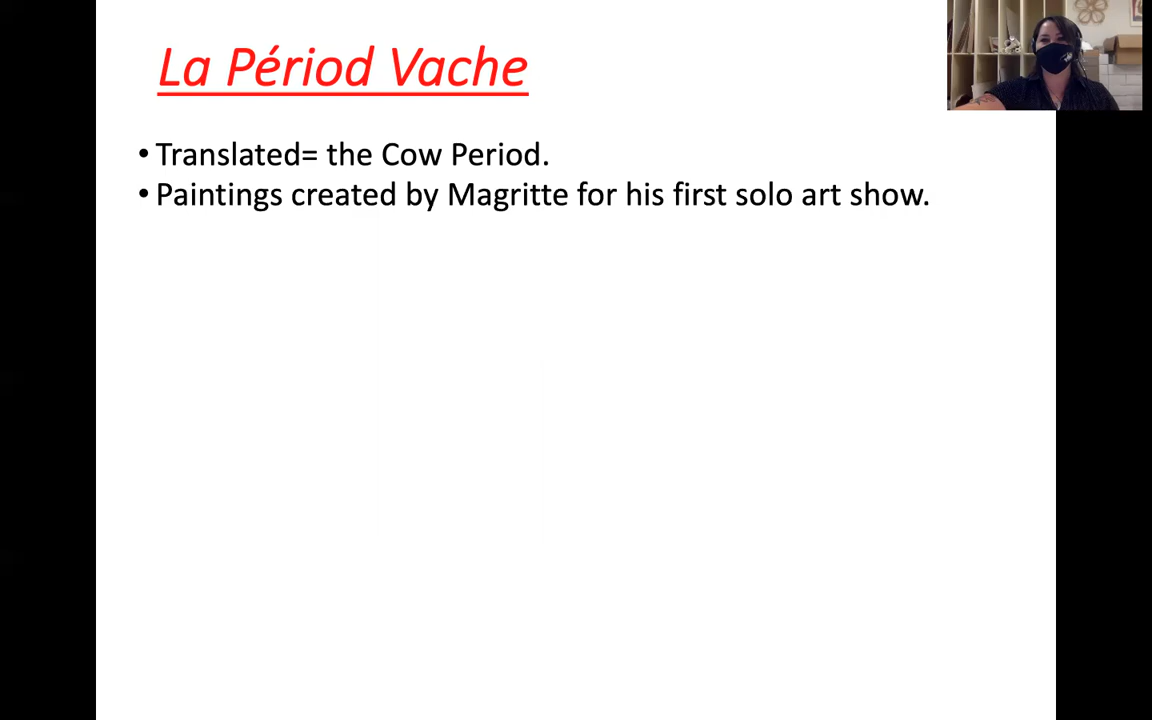 La Périod Vache
• Translated= the Cow Period.
• Paintings created by Magritte for his first solo art show.